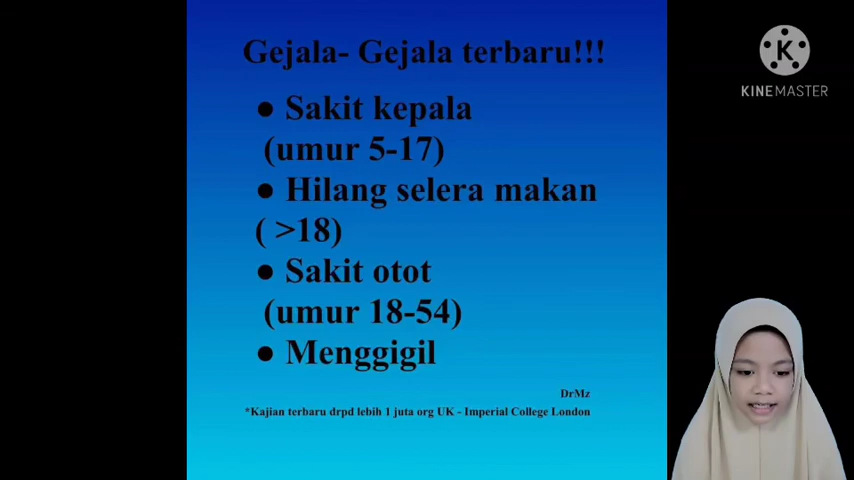 Gejala- Gejala terbaru!!!
● Sakit kepala
(umur 5-17)
● Hilang selera makan
( >18)
● Sakit otot
(umur 18-54)
● Menggigil
DrMz
*Kajian terbaru drpd lebih 1 juta org UK - Imperial College London
K
KINEMASTER